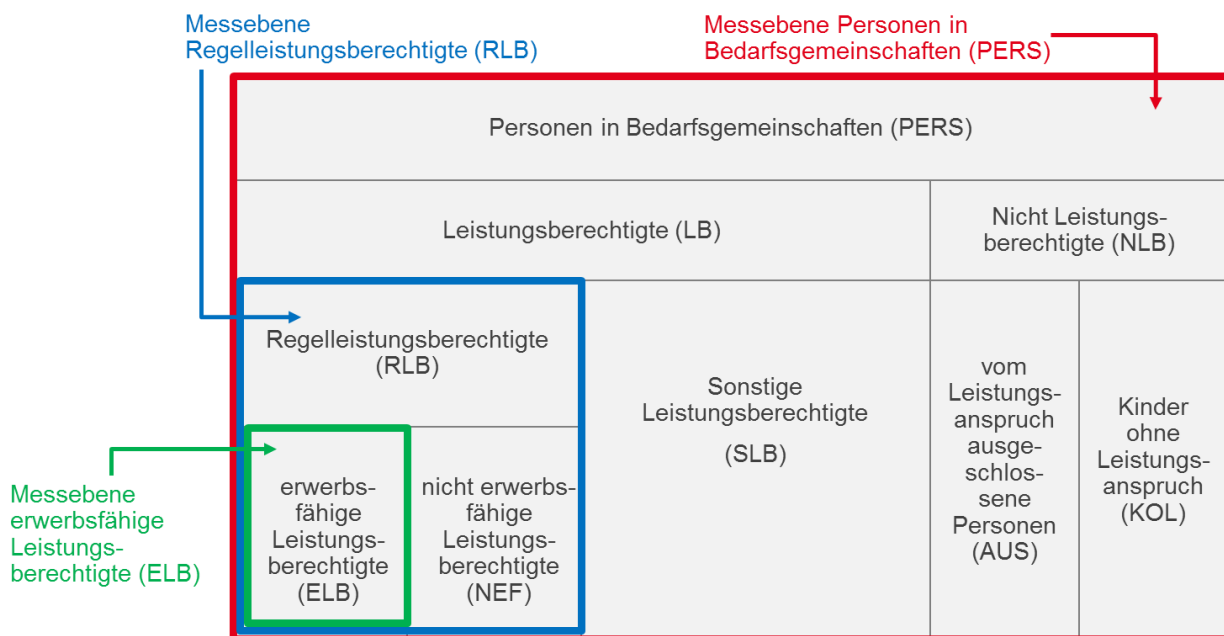 Messebene
Regelleistungsberechtigte (RLB)
Messebene Personen in
Bedarfsgemeinschaften (PERS)
Personen in Bedarfsgemeinschaften (PERS)
Leistungsberechtigte (LB)
Nicht Leistungs-
berechtigte (NLB)
Regelleistungsberechtigte
(RLB)
Sonstige
Leistungsberechtigte
(SLB)
vom
Leistungs-
anspruch
ausge-
schlos-
sene
Personen
(AUS)
Kinder
ohne
Leistungs-
anspruch
(KOL)
Messebene
erwerbsfähige
Leistungs-
berechtigte (ELB)
erwerbs-
fähige
Leistungs-
berechtigte
(ELB)
nicht erwerbs-
fähige
Leistungs-
berechtigte
(NEF)